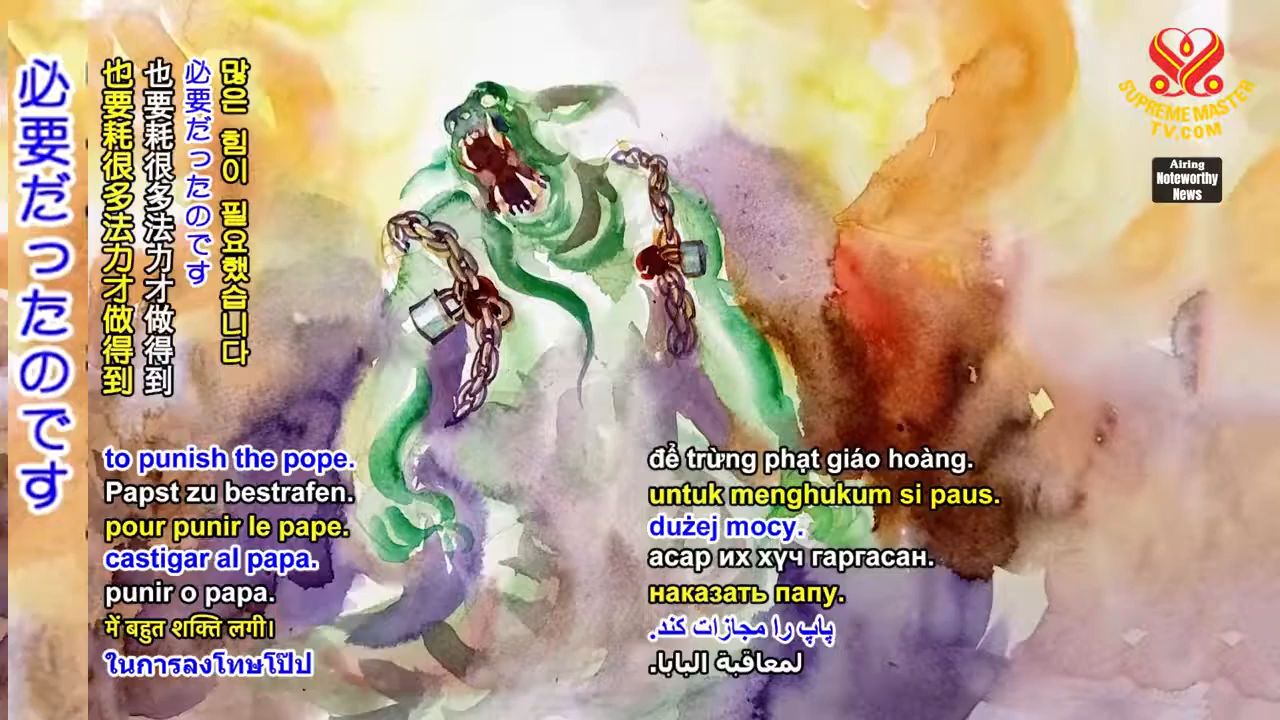 必要だったのです
也要耗很多法力才做得到
也要耗很多法力才做得到
必要だったのです
많은 힘이 필요했습니다
SUPREME MASTER
TV.COM
Airing
Noteworthy
News
to punish the pope.
Papst zu bestrafen.
pour punir le pape.
castigar al papa.
punir o papa.
में बहुत शक्ति लगी।
ในการลงโทษโป๊ป
để trừng phạt giáo hoàng.
untuk menghukum si paus.
dużej mocy.
асар их хүч гаргасан.
наказать папу.
پاپ را مجازات کند.
لمعاقبة البابا.